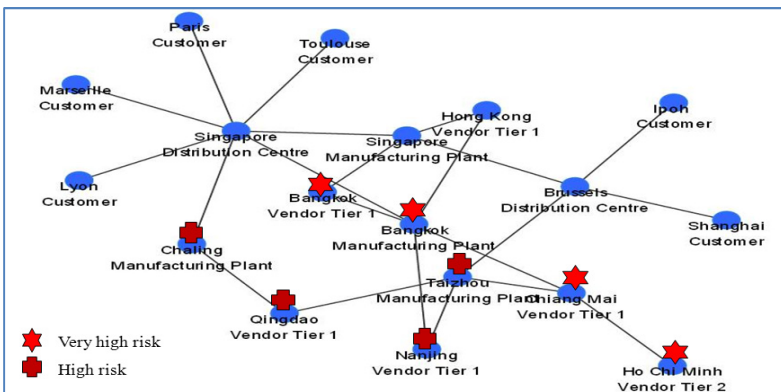 Paris
Customer
Toulouse
Customer
Marseille
Customer
Hong Kong
Vendor Tier 1
Ipoh
Customer
Singapore
Distribution Centre
Singapore
Manufacturing Plant
Lyon
Customer
Bangkok
Vendor Tier 1
Brussels
Distribution Centre
Bangkok
Manufacturing Plant
Shanghai
Customer
Chaling
Manufacturing Plant
Taizhou
Manufacturing Plant
Chiang Mai
Vendor Tier 1
Qingdao
Vendor Tier 1
Nanjing
Vendor Tier 1
Ho Chi Minh
Vendor Tier 2
Very high risk
High risk